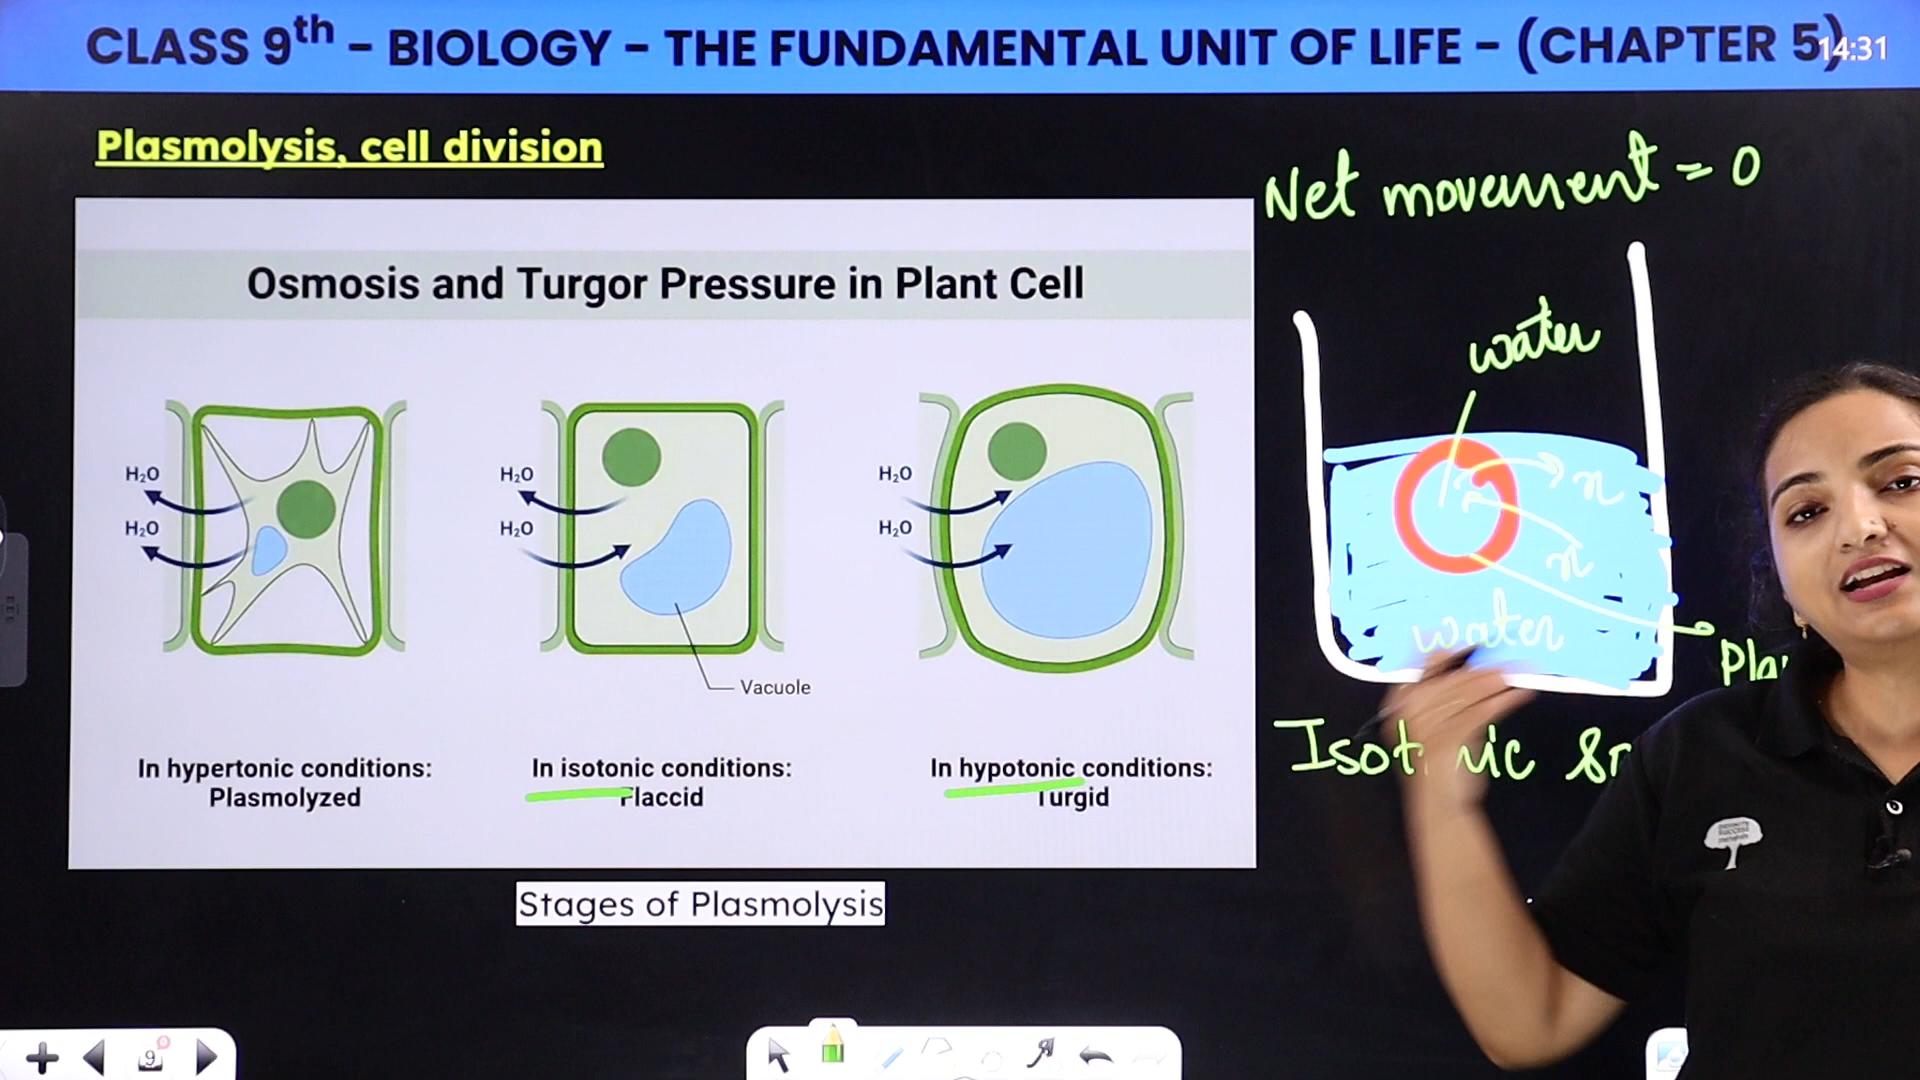 CLASS 9th - BIOLOGY - THE FUNDAMENTAL UNIT OF LIFE - (CHAPTER 5)
14:31
Plasmolysis, cell division
Net movement = 0
Osmosis and Turgor Pressure in Plant Cell
water
H₂O
H₂O
H₂O
H₂O
H₂O
H₂O
x
x
water
Vacuole
In hypertonic conditions:
Plasmolyzed
In isotonic conditions:
Flaccid
In hypotonic conditions:
Turgid
Stages of Plasmolysis
9